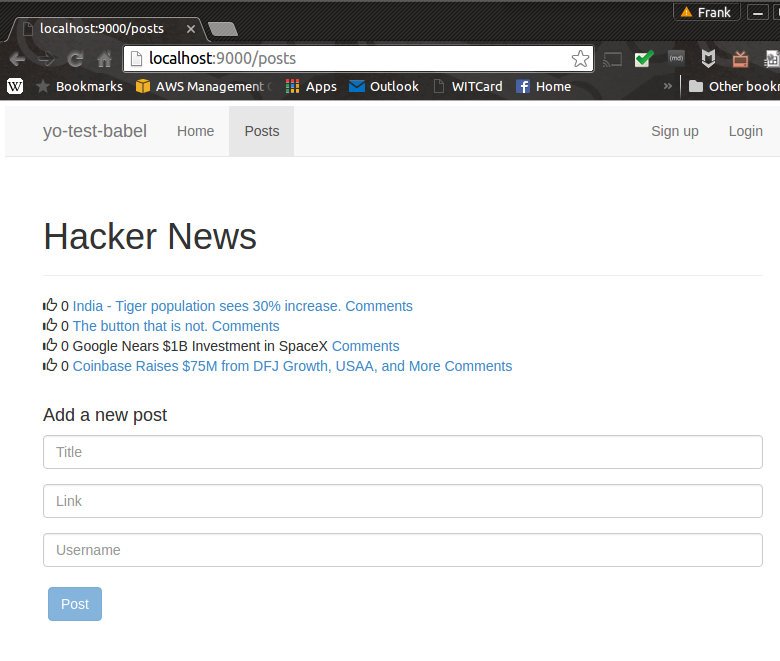 Frank
localhost:9000/posts
localhost:9000/posts
W Bookmarks AWS Management Apps Outlook WITCard f Home » Other
yo-test-babel Home Posts Sign up Login
Hacker News
0 India - Tiger population sees 30% increase. Comments
0 The button that is not. Comments
0 Google Nears $1B Investment in SpaceX Comments
0 Coinbase Raises $75M from DFJ Growth, USAA, and More Comments
Add a new post
Title
Link
Username
Post